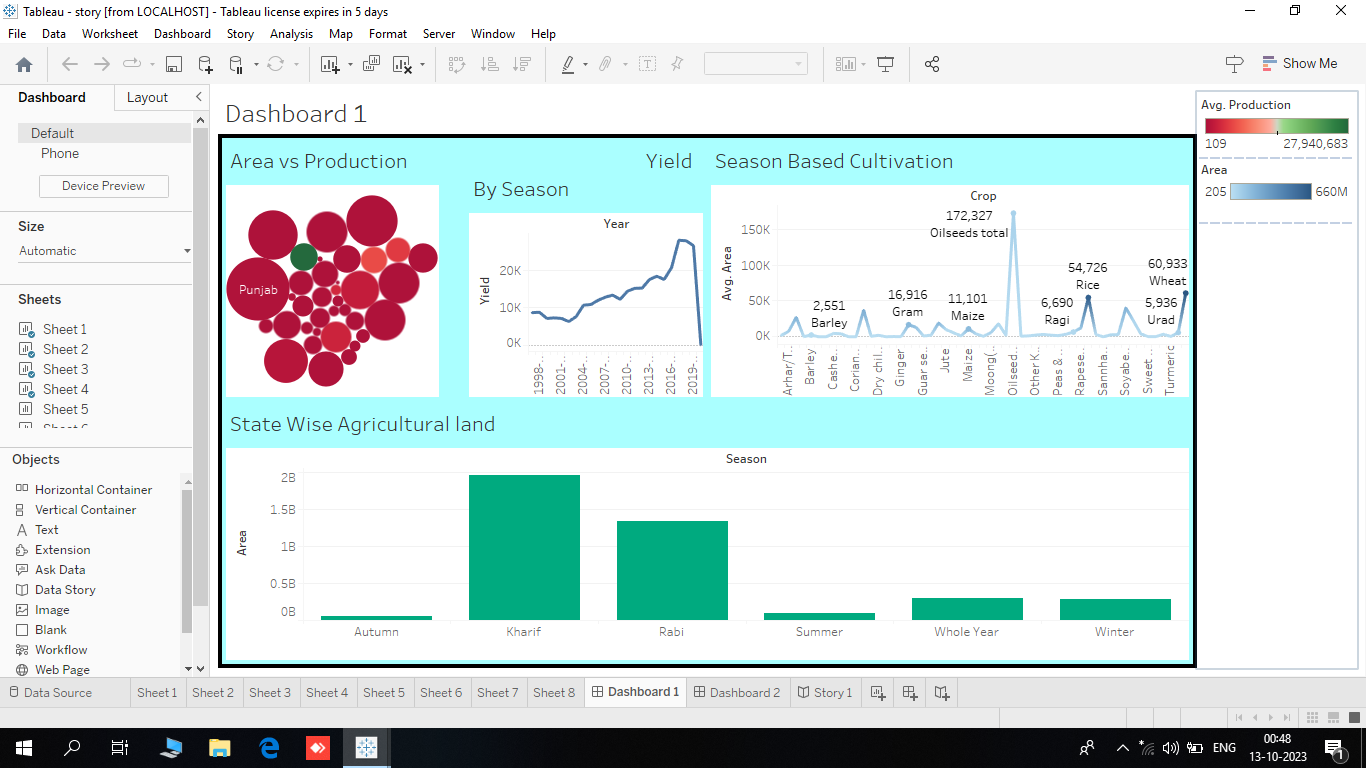 Tableau - story [from LOCALHOST] - Tableau license expires in 5 days
File Data Worksheet Dashboard Story Analysis Map Format Server Window Help
Show Me
Dashboard Layout
Default
Phone
Device Preview
Size
Automatic
Sheets
Sheet 1
Sheet 2
Sheet 3
Sheet 4
Sheet 5
Objects
Horizontal Container
Vertical Container
Text
Extension
Ask Data
Data Story
Image
Blank
Workflow
Web Page
Dashboard 1
Area vs Production
Punjab
Yield
By Season
Year
Yield
20K
10K
0K
1998-..
2001-..
2004-..
2007-..
2010-..
2013-..
2016-..
2019-..
Season Based Cultivation
Crop
Avg. Area
150K
100K
50K
0K
172,327
Oilseeds total
2,551
Barley
16,916
Gram
11,101
Maize
54,726
Rice
6,690
Ragi
60,933
Wheat
5,936
Urad
Arhar/T..
Barley
Cashe..
Corian..
Dry chil..
Ginger
Guar se..
Jute
Maize
Moong(..
Oilseed..
Other K..
Peas & ..
Rapese..
Sannha..
Soyabe..
Sweet ..
Turmeric
State Wise Agricultural land
Season
Area
2B
1.5B
1B
0.5B
0B
Autumn Kharif Rabi Summer Whole Year Winter
Avg. Production
109 27,940,683
Area
205 660M
Data Source Sheet 1 Sheet 2 Sheet 3 Sheet 4 Sheet 5 Sheet 6 Sheet 7 Sheet 8 Dashboard 1 Dashboard 2 Story 1
ENG
00:48
13-10-2023
1